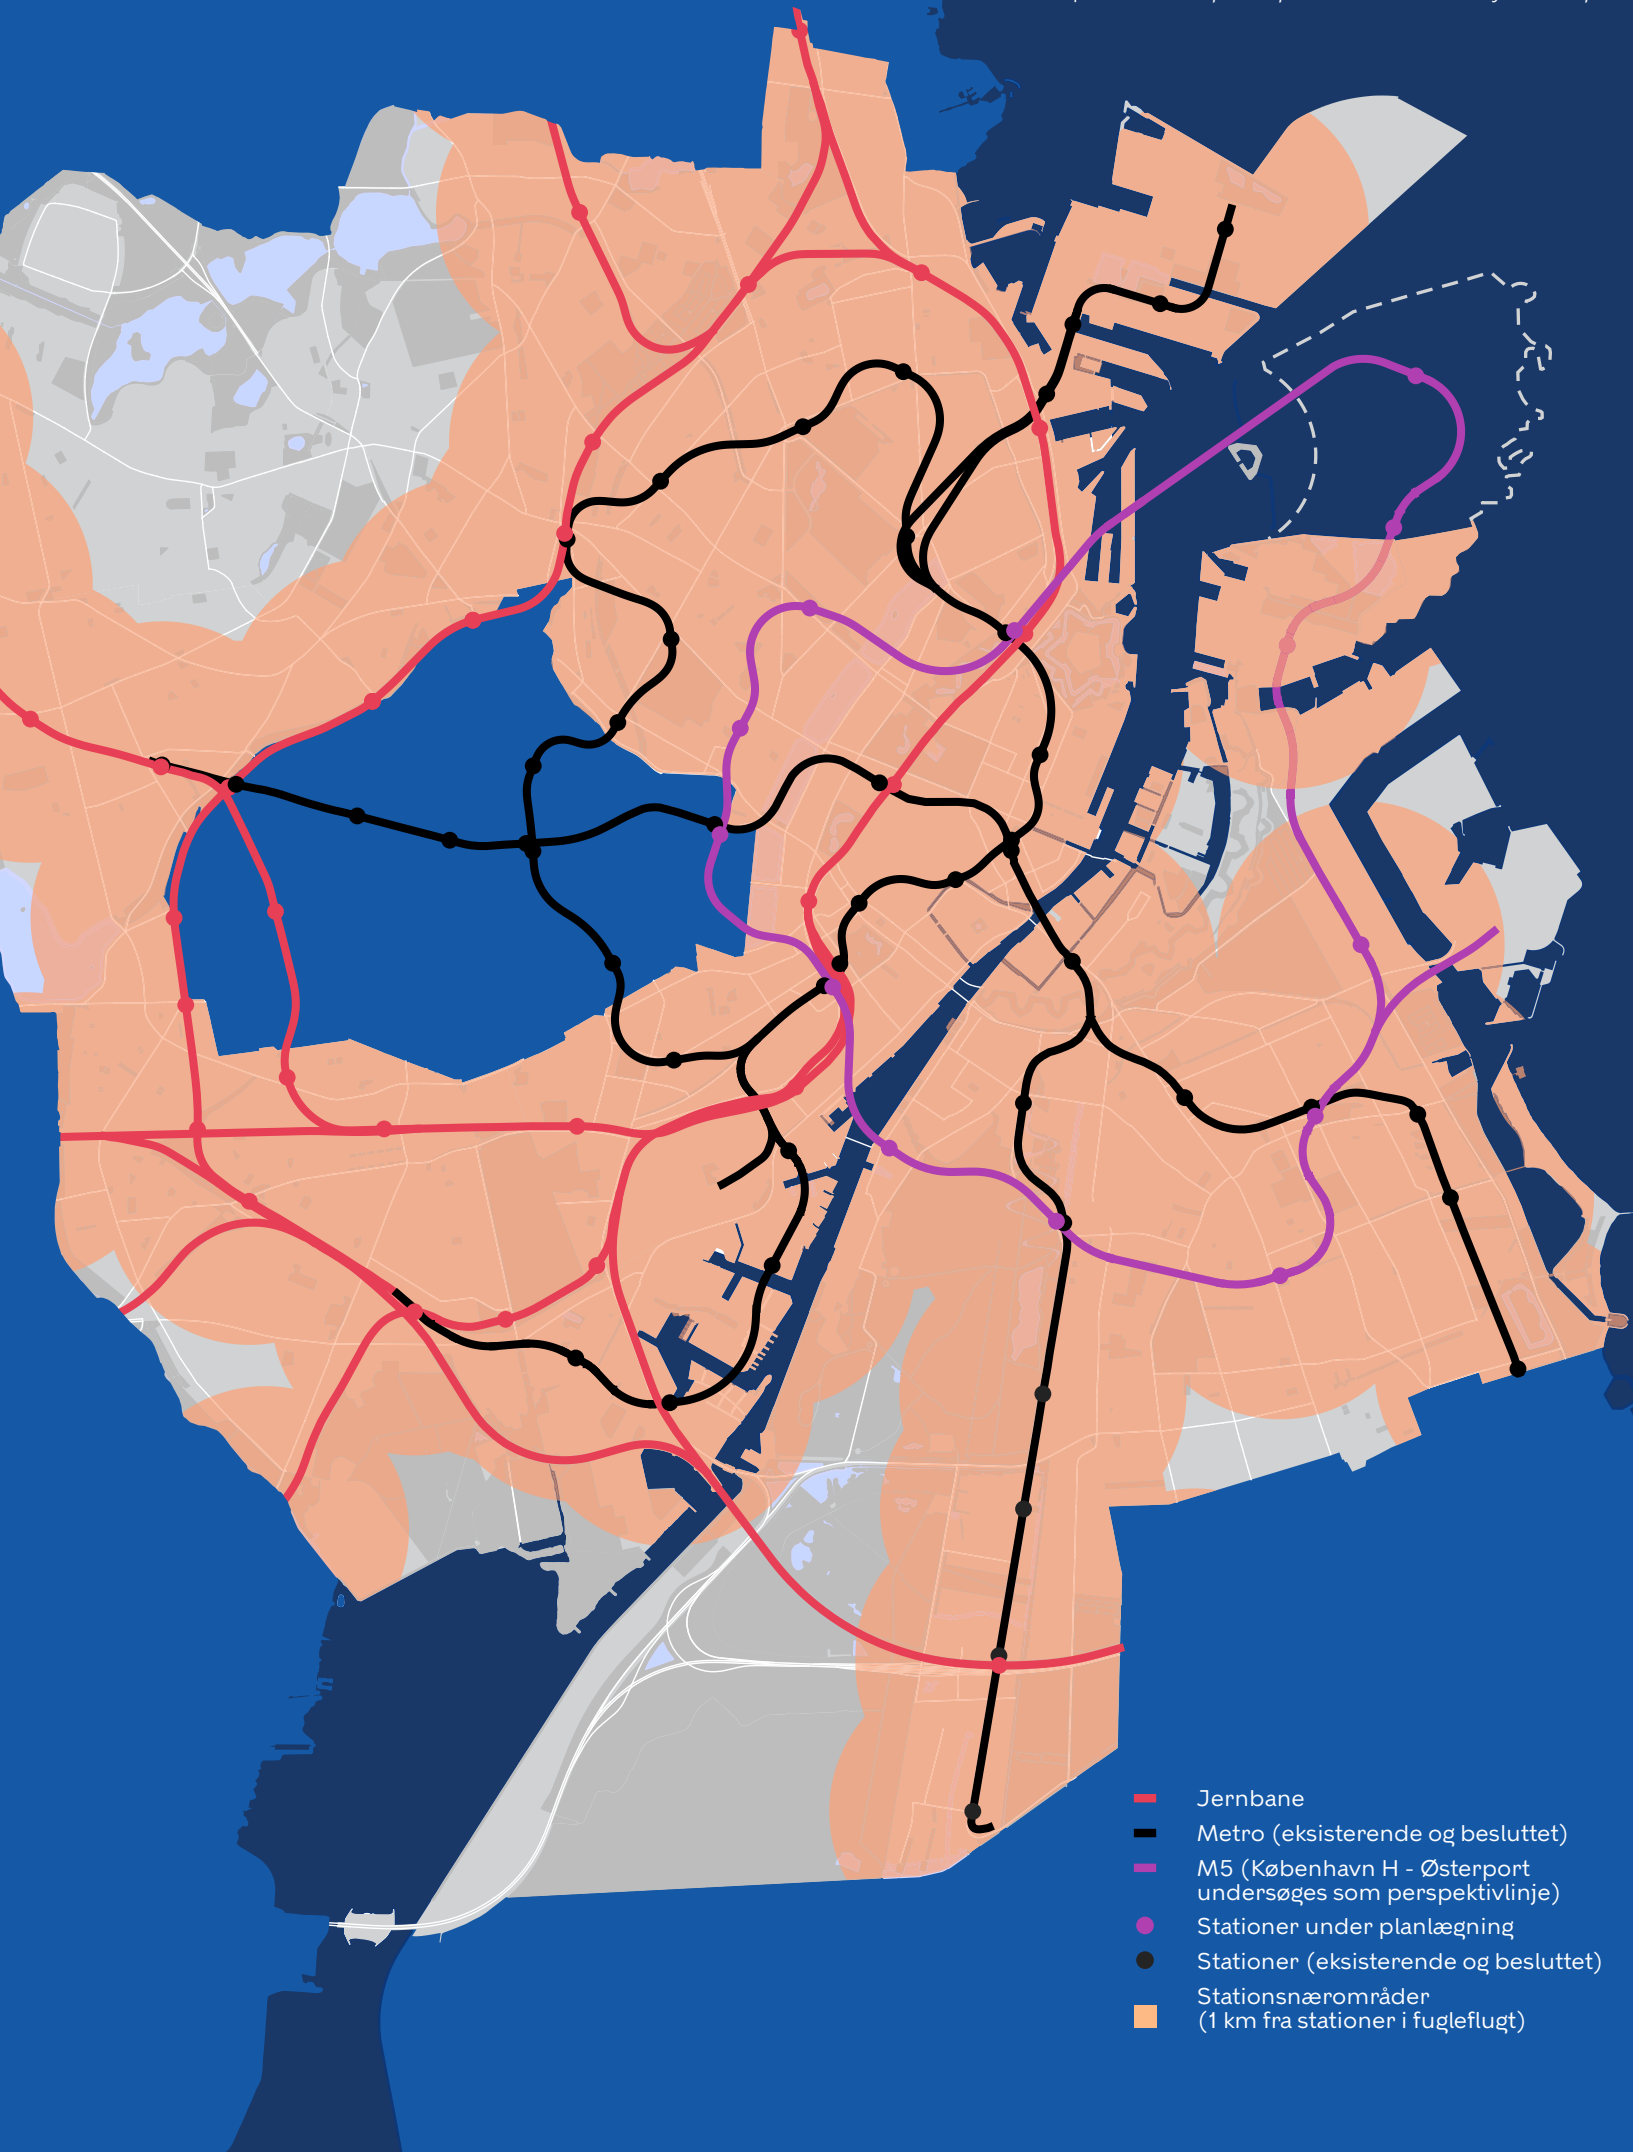 Jernbane
Metro (eksisterende og besluttet)
M5 (København H - Østerport
undersøges som perspektivlinje)
Stationer under planlægning
Stationer (eksisterende og besluttet)
Stationsnærområder
(1 km fra stationer i fugleflugt)